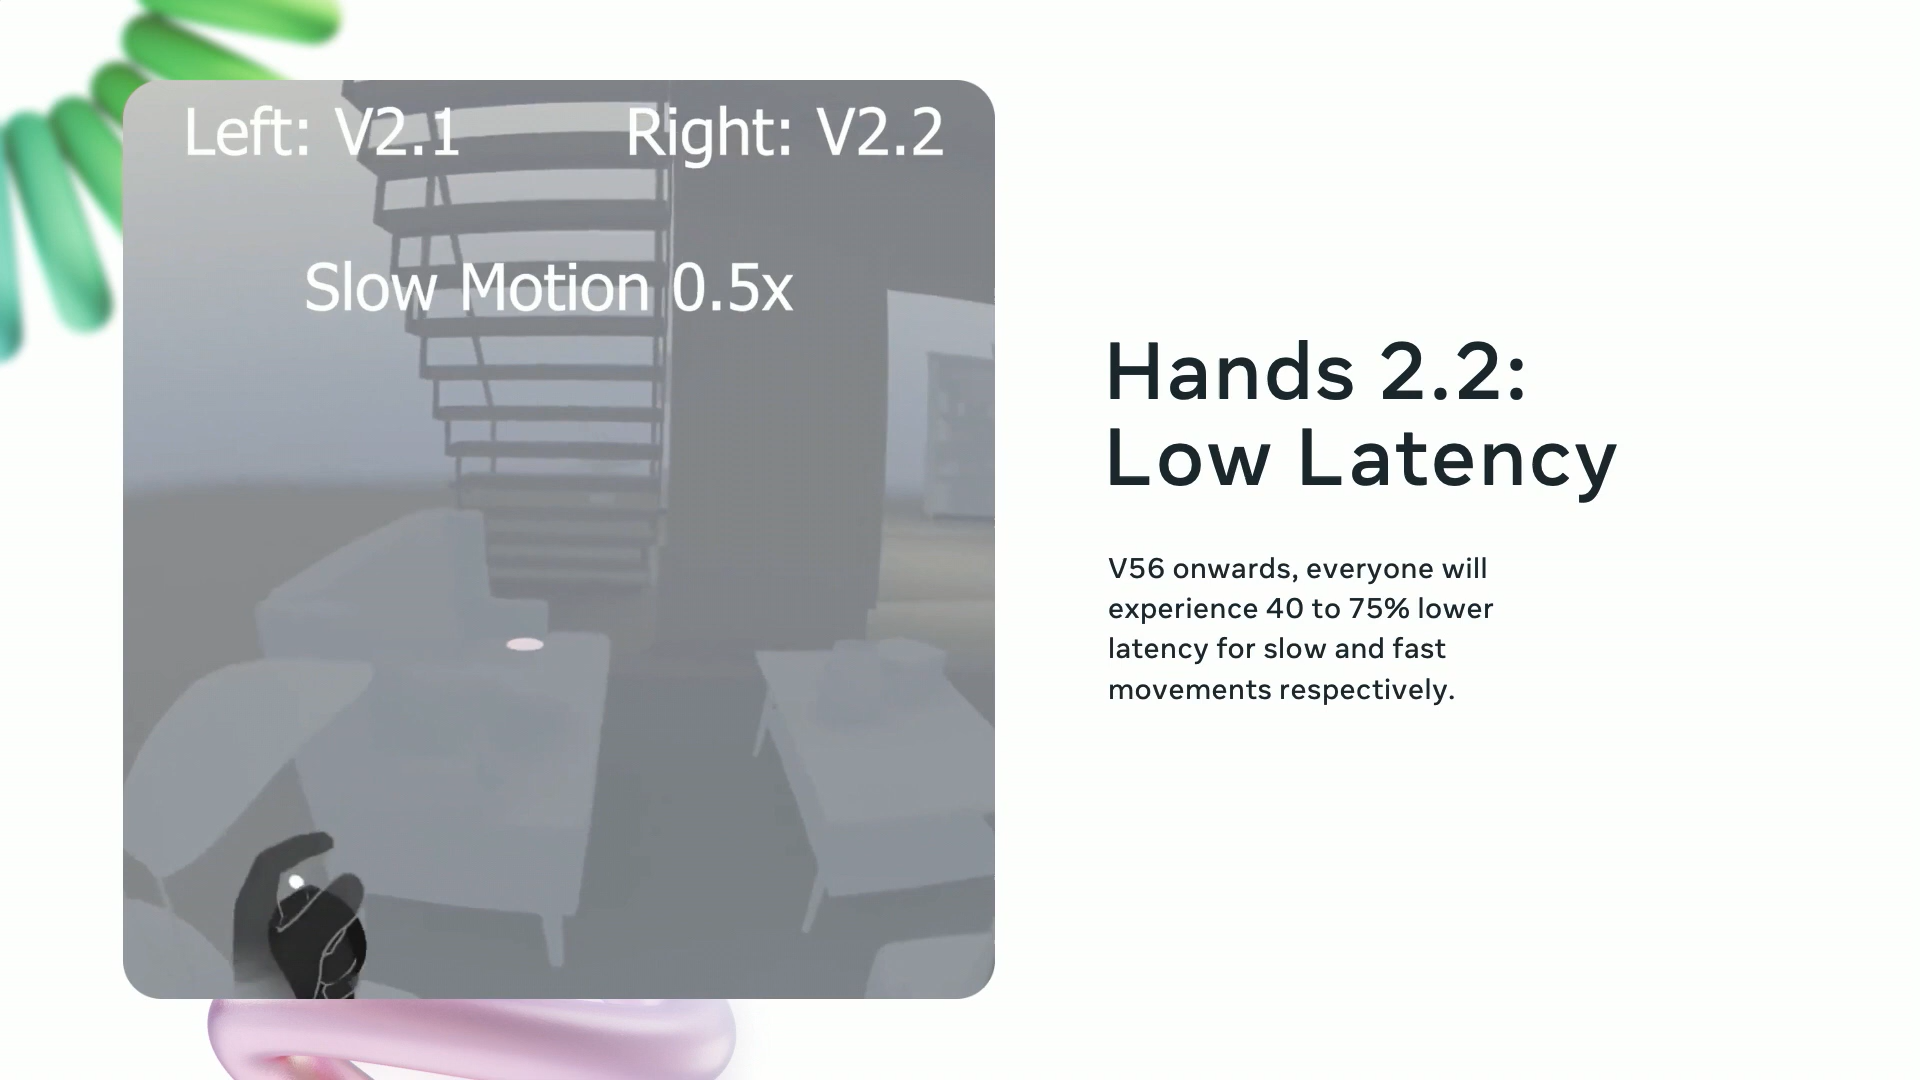 Left: V2.1 Right: V2.2
Slow Motion 0.5x
Hands 2.2:
Low Latency
V56 onwards, everyone will
experience 40 to 75% lower
latency for slow and fast
movements respectively.